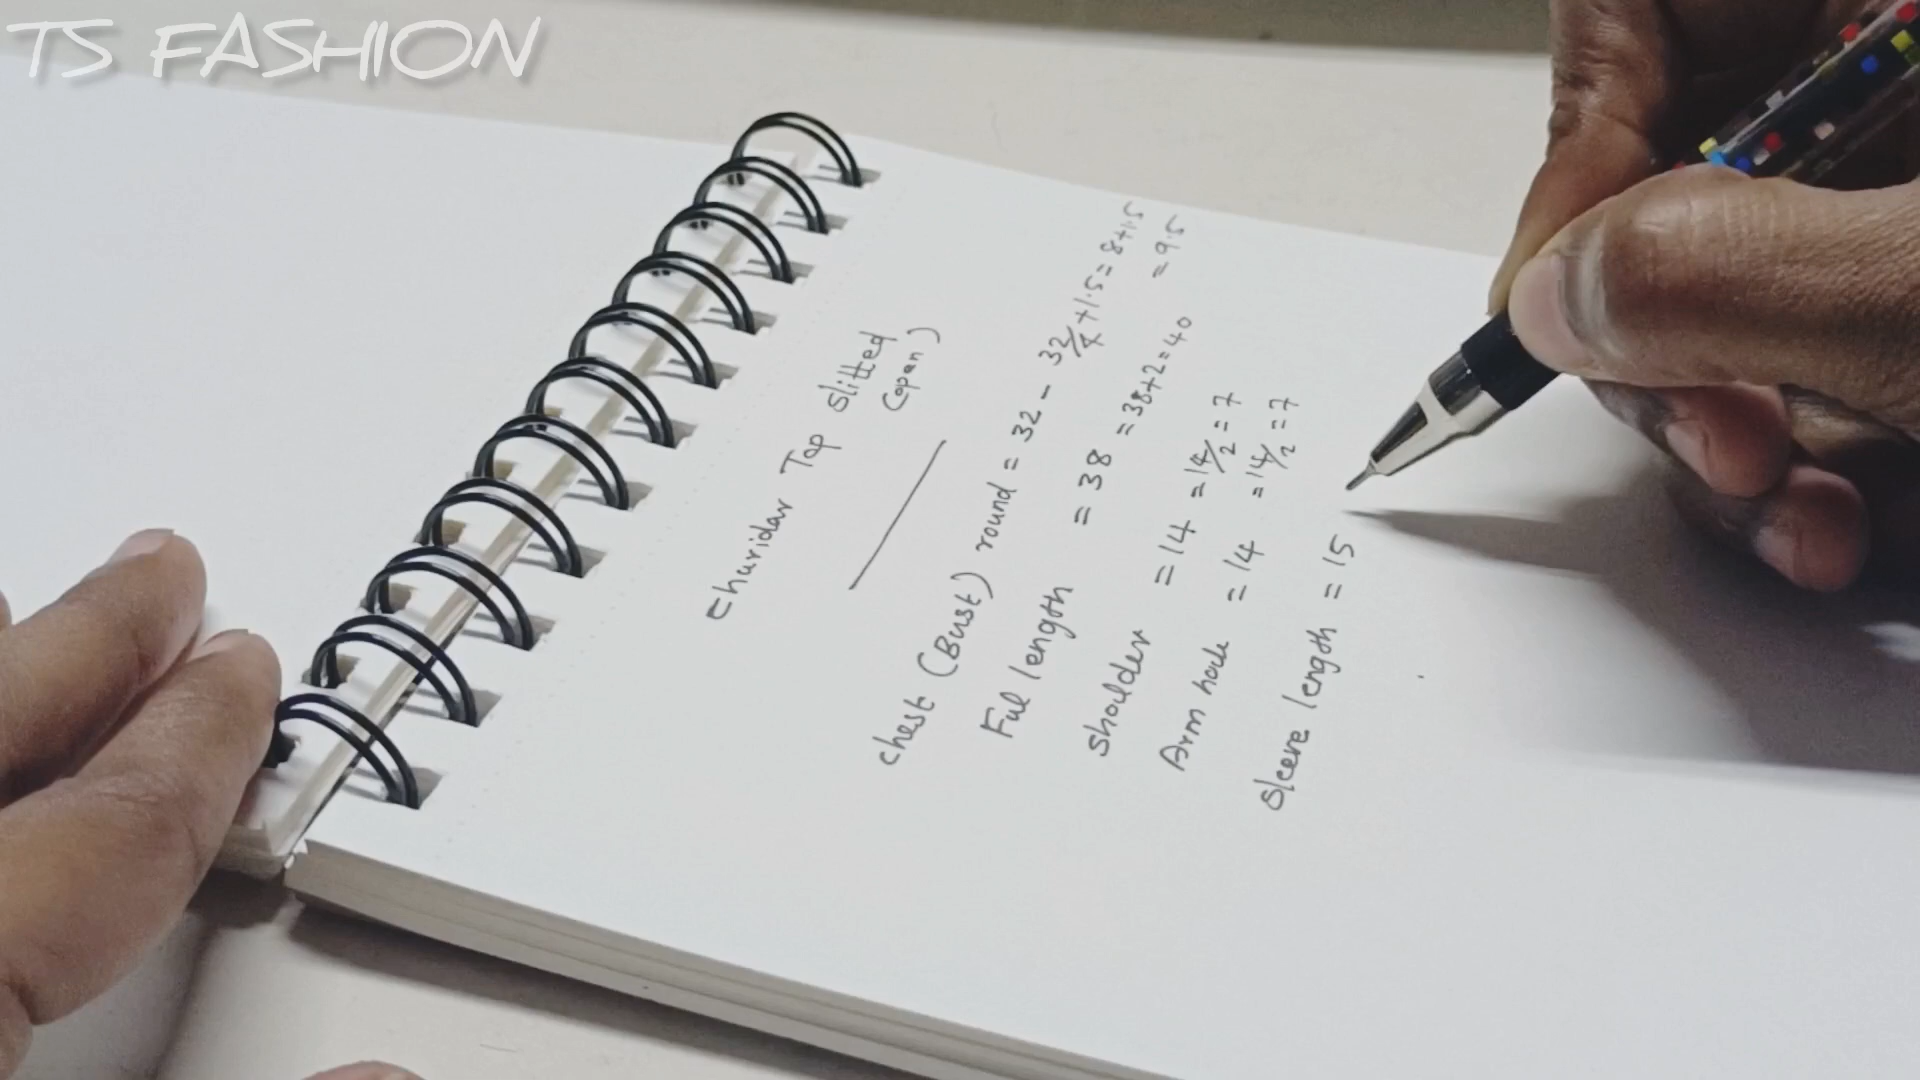 TS FASHION
Churidar Top Slitted
(open)
chest (Bust) round = 32 - 32/4 + 1.5 = 8+1.5
= 9.5
Ful length = 38 = 38+2=40
Shoulder = 14 = 14/2 = 7
Arm hole = 14 = 14/2 = 7
Sleeve length = 15